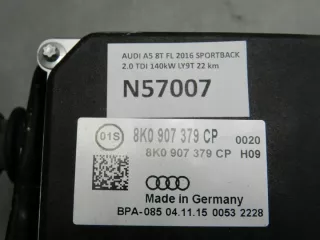 AUDI A5 8T FL 2016 SPORTBACK
2.0 TDI 140kW LY9T 22 km
N57007
01S
8K0 907 379 CP 0020
8K0 907 379 CP H09
Made in Germany
BPA-085 04.11.15 0053 2228